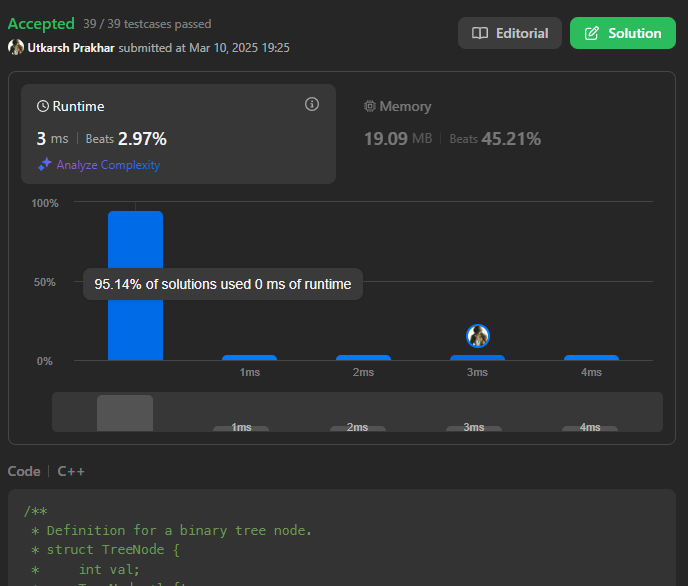 Accepted 39 / 39 testcases passed
Editorial
Solution
Utkarsh Prakhar submitted at Mar 10, 2025 19:25
Runtime
3 ms | Beats 2.97%
Analyze Complexity
Memory
19.09 MB | Beats 45.21%
100%
50%
0%
95.14% of solutions used 0 ms of runtime
1ms 2ms 3ms 4ms
1ms 2ms 3ms 4ms
Code | C++
/**
* Definition for a binary tree node.
* struct TreeNode {
* int val;